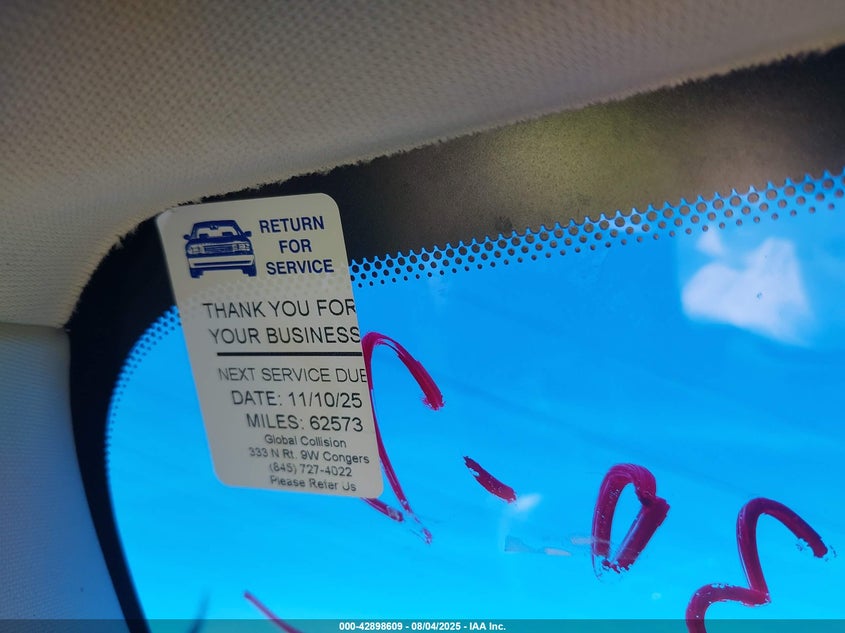 RETURN
FOR
SERVICE
THANK YOU FOR
YOUR BUSINESS
NEXT SERVICE DUE
DATE: 11/10/25
MILES: 62573
Global Collision
333 N Rt. 9W Congers
(845) 727-4022
Please Refer Us
000-42898609 - 08/04/2025 - IAA Inc.